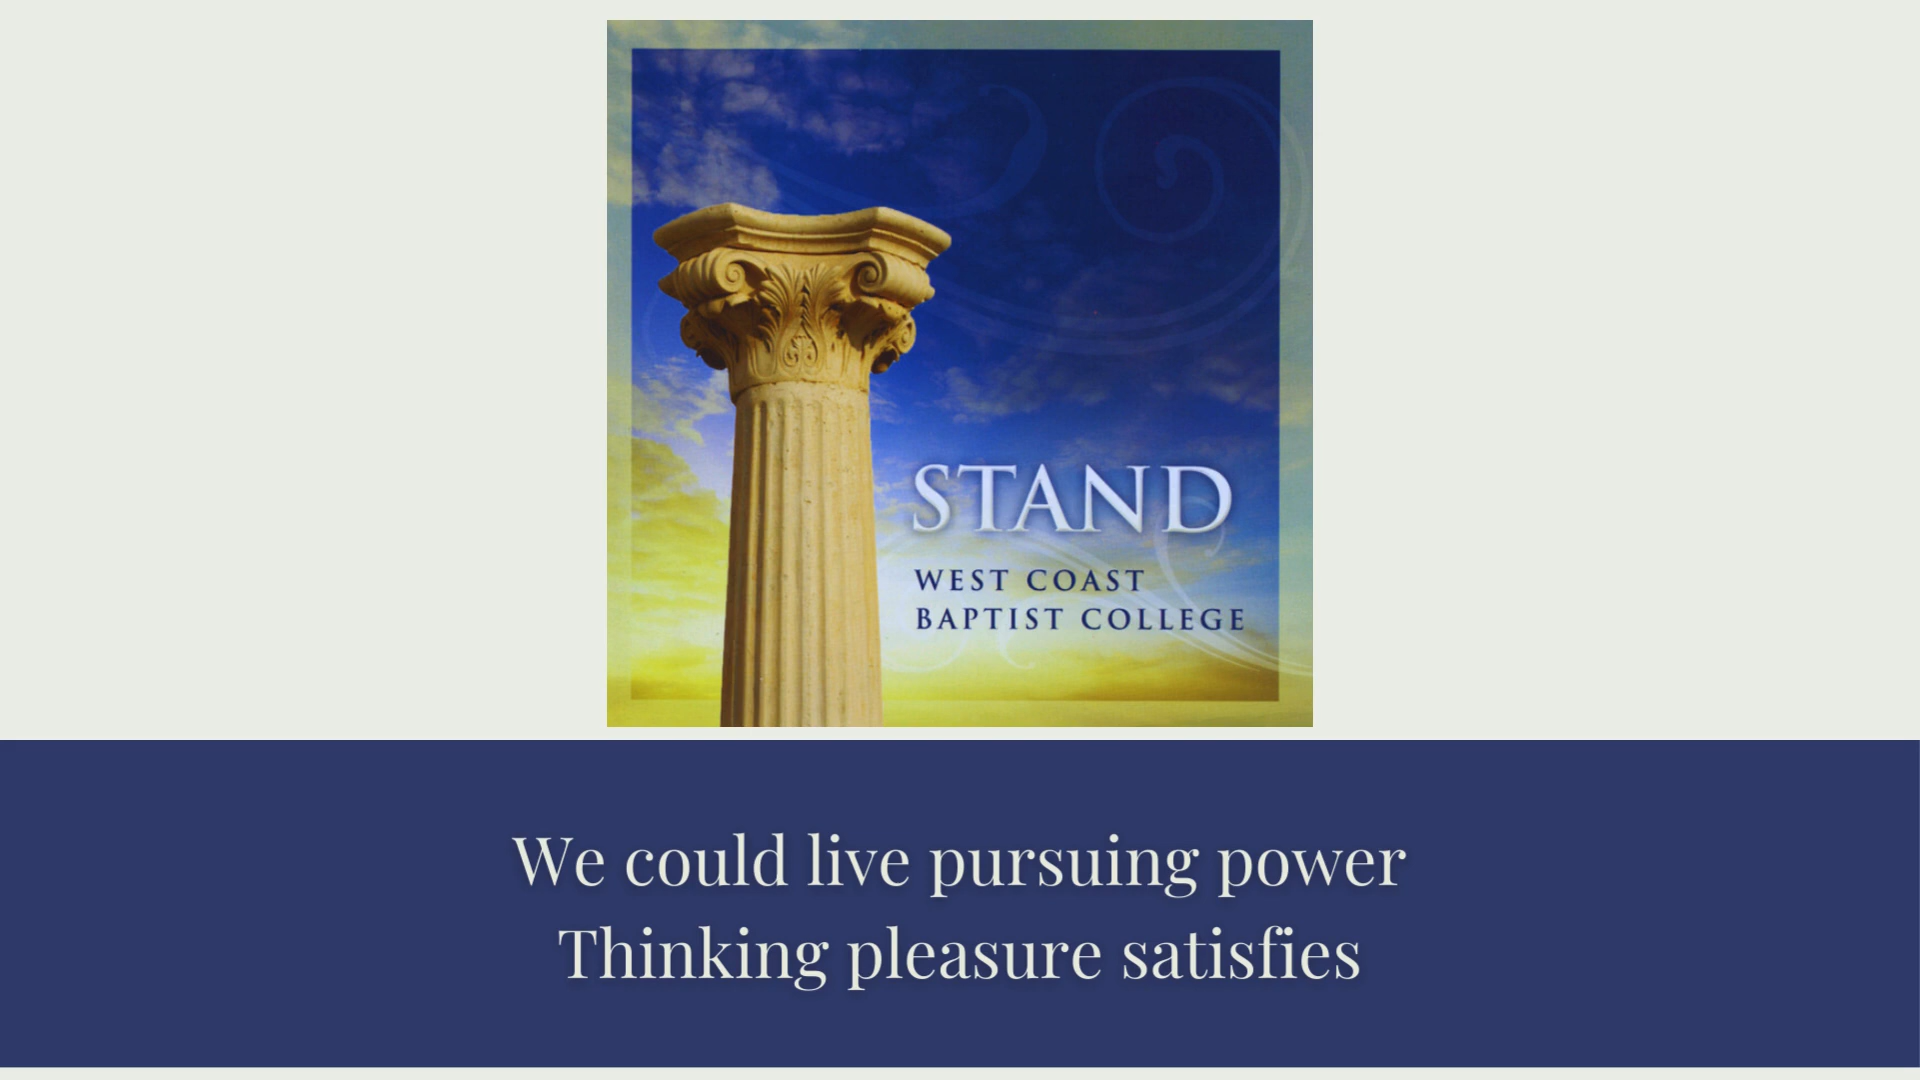 STAND
WEST COAST
BAPTIST COLLEGE
We could live pursuing power
Thinking pleasure satisfies